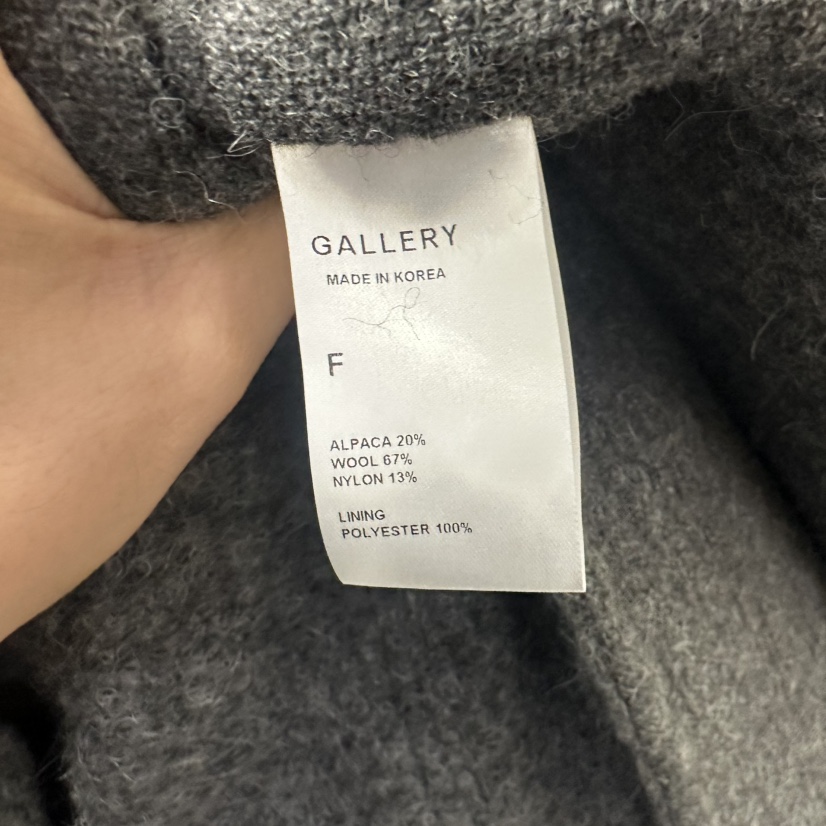 GALLERY
MADE IN KOREA
F
ALPACA 20%
WOOL 67%
NYLON 13%
LINING
POLYESTER 100%